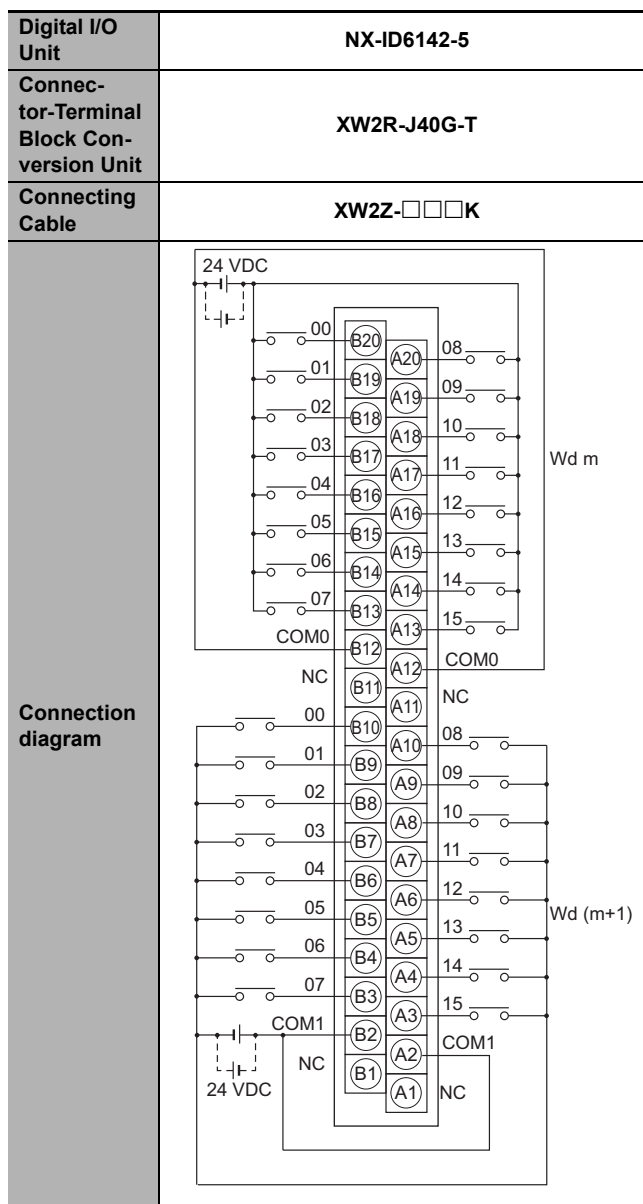 Digital I/O
Unit
NX-ID6142-5
Connec-
tor-Terminal
Block Con-
version Unit
XW2R-J40G-T
Connecting
Cable
XW2Z-□□□K
Connection
diagram
24 VDC
00
B20
A20
08
01
B19
A19
09
02
B18
A18
10
03
B17
A17
11
04
B16
A16
12
05
B15
A15
13
06
B14
A14
14
07
B13
A13
15
Wd m
COM0
B12
A12
COM0
NC
B11
A11
NC
00
B10
A10
08
01
B9
A9
09
02
B8
A8
10
03
B7
A7
11
04
B6
A6
12
05
B5
A5
13
06
B4
A4
14
07
B3
A3
15
Wd (m+1)
COM1
B2
A2
COM1
NC
B1
A1
NC
24 VDC